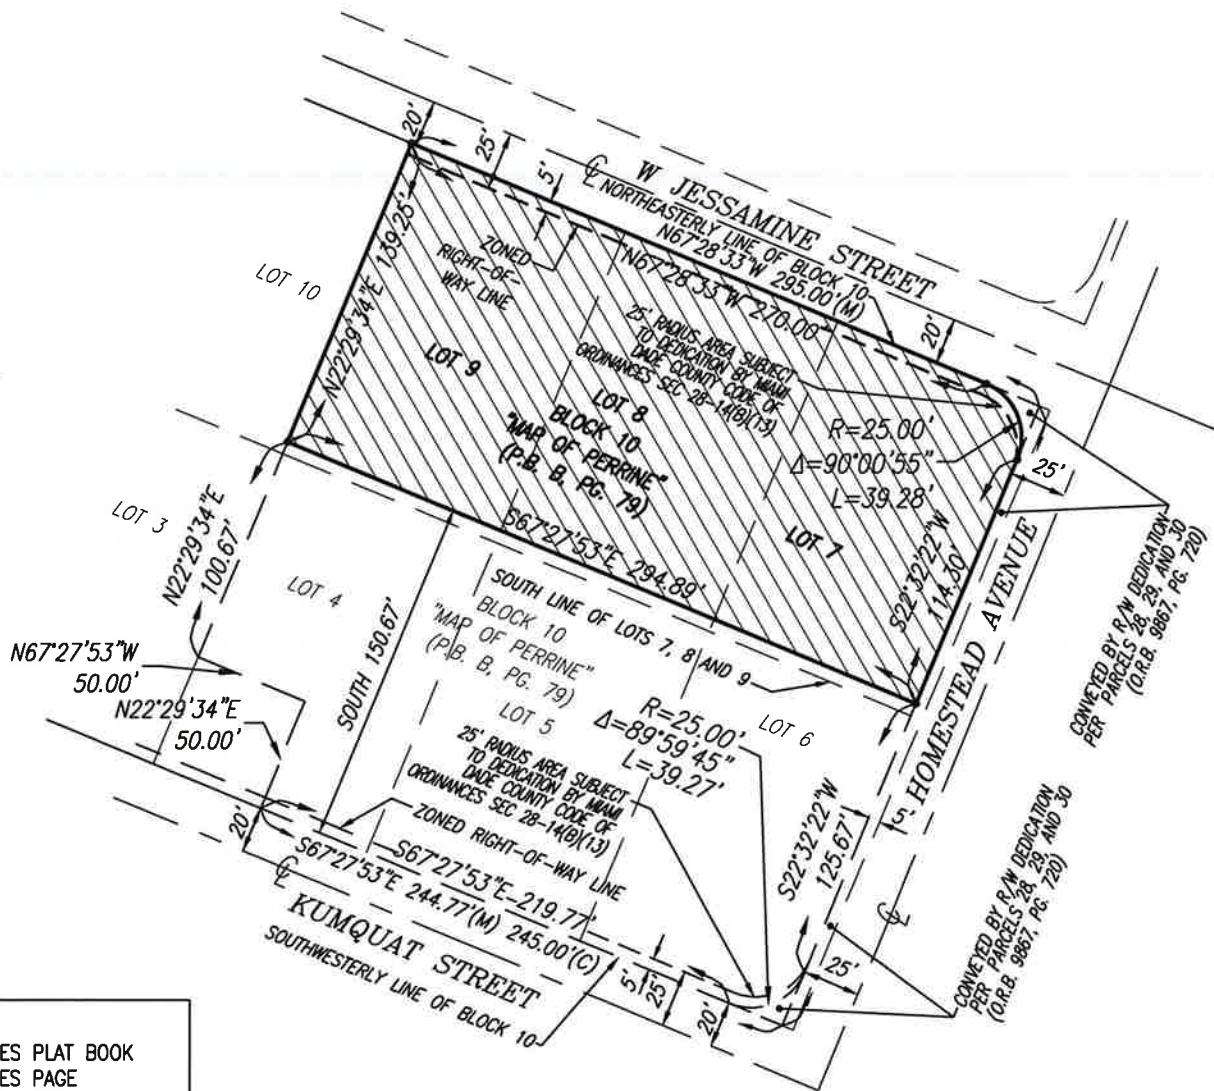 20'
25'
5'
℄
W JESSAMINE STREET
NORTHEASTERLY LINE OF BLOCK 10
N67°28'33"W 295.00'(M)
N67°28'33"W 270.00'
20'
ZONED
RIGHT-OF-
WAY LINE
N22°29'34"E 139.25'
LOT 10
LOT 9
LOT 8
BLOCK 10
"MAP OF PERRINE"
(P.B. B, PG. 79)
25' RADIUS AREA SUBJECT
TO DEDICATION BY MIAMI
DADE COUNTY CODE OF
ORDINANCES SEC 28-14(B)(13)
R=25.00'
Δ=90°00'55"
L=39.28'
25'
LOT 7
S67°27'53"E 294.89'
S22°32'22"W
114.30'
HOMESTEAD AVENUE
CONVEYED BY R/W DEDICATION
PER PARCELS 28, 29, AND 30
(O.R.B. 9867, PG. 720)
LOT 3
N22°29'34"E
100.67'
LOT 4
SOUTH LINE OF LOTS 7, 8 AND 9
BLOCK 10
"MAP OF PERRINE"
(P.B. B, PG. 79)
LOT 5
LOT 6
N67°27'53"W
50.00'
N22°29'34"E
50.00'
SOUTH 150.67'
R=25.00'
Δ=89°59'45"
L=39.27'
25' RADIUS AREA SUBJECT
TO DEDICATION BY MIAMI
DADE COUNTY CODE OF
ORDINANCES SEC 28-14(B)(13)
ZONED RIGHT-OF-WAY LINE
S22°32'22"W
125.67'
5'
℄
CONVEYED BY R/W DEDICATION
PER PARCELS 28, 29, AND 30
(O.R.B. 9867, PG. 720)
20'
S67°27'53"E 219.77'
S67°27'53"E 244.77'(M) 245.00'(C)
℄
KUMQUAT STREET
SOUTHWESTERLY LINE OF BLOCK 10
5'
25'
20'
25'
ES PLAT BOOK
ES PAGE